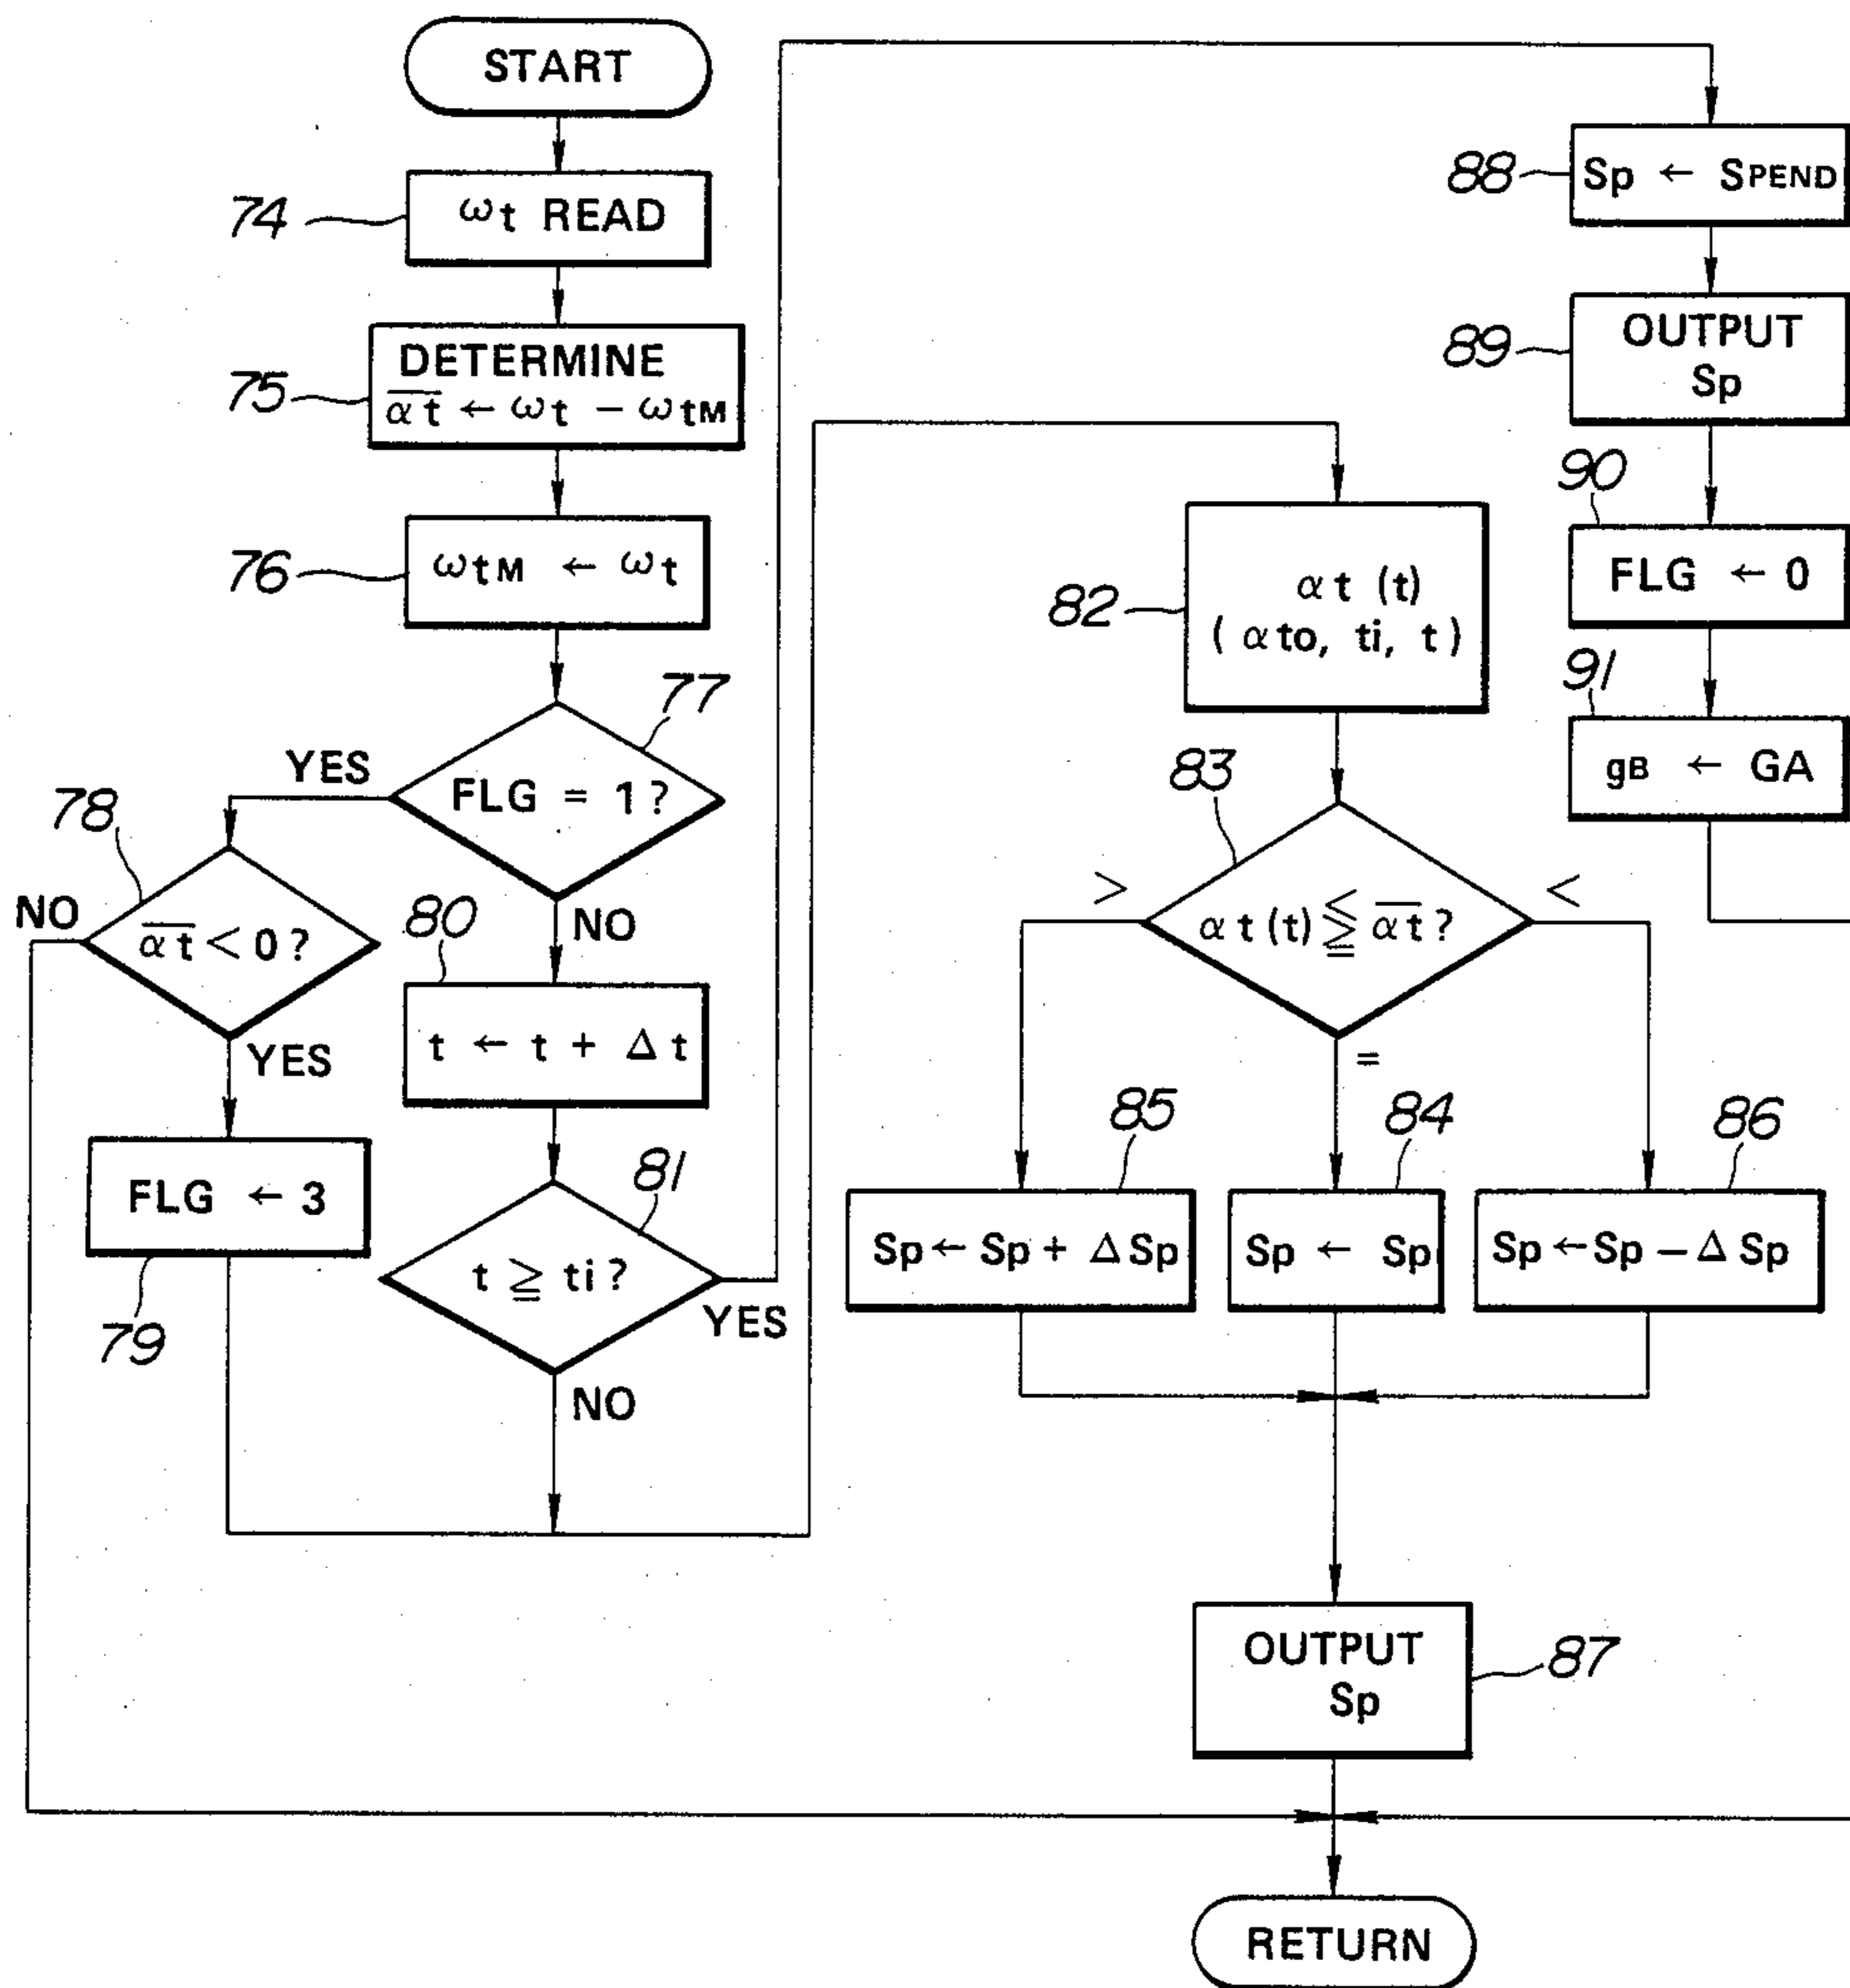 START
74
ωt READ
75
DETERMINE
α̅t̅ ← ωt - ωtM
76
ωtM ← ωt
77
FLG = 1?
YES
NO
78
α̅t̅ < 0?
NO
YES
79
FLG ← 3
80
t ← t + Δt
81
t ≧ ti?
YES
NO
82
αt (t)
( αto, ti, t )
83
αt (t) ≦≧ α̅t̅?
>
<
=
85
Sp ← Sp + ΔSp
84
Sp ← Sp
86
Sp ← Sp - ΔSp
OUTPUT
Sp
87
88
Sp ← SPEND
89
OUTPUT
Sp
90
FLG ← 0
91
gB ← GA
RETURN